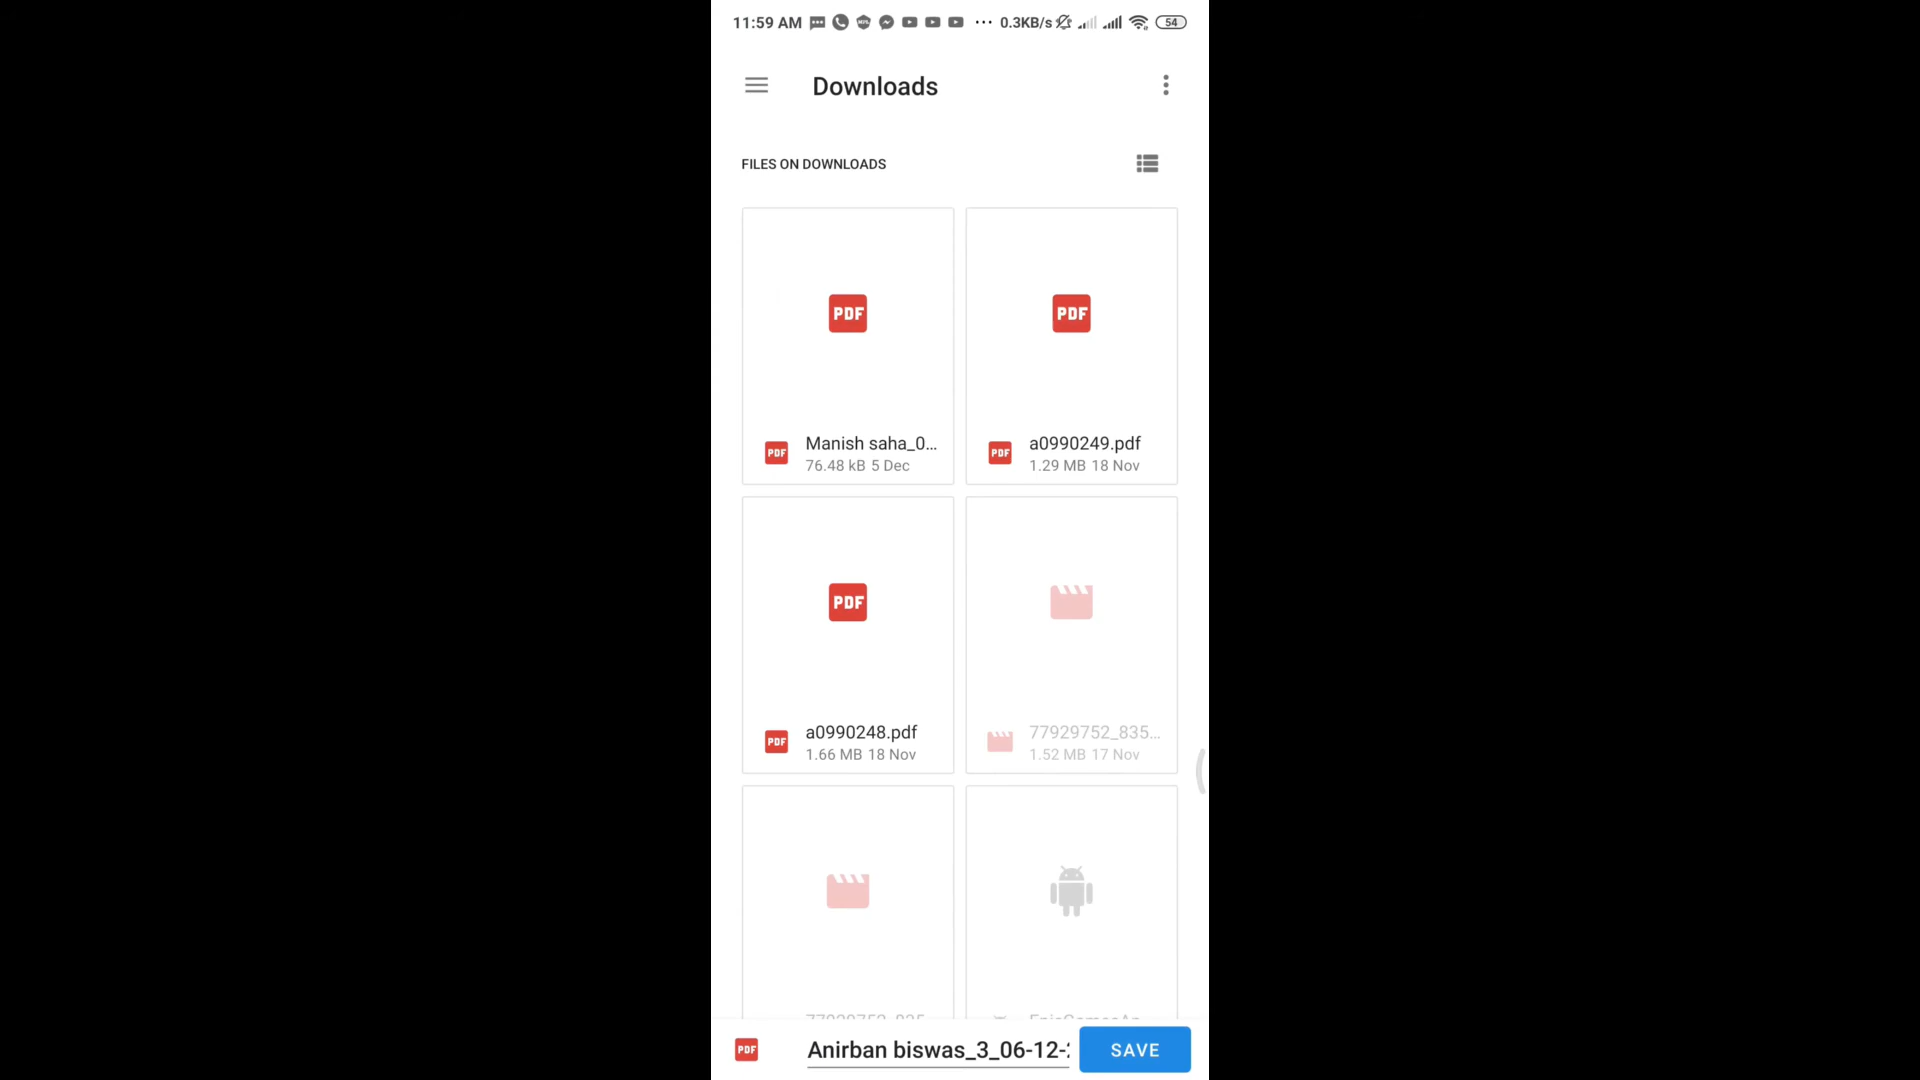 11:59 AM ... 0.3KB/s 54
Downloads
FILES ON DOWNLOADS
PDF
PDF
PDF Manish saha_0...
76.48 kB 5 Dec
PDF a0990249.pdf
1.29 MB 18 Nov
PDF
PDF a0990248.pdf
1.66 MB 18 Nov
77929752_835...
1.52 MB 17 Nov
PDF Anirban biswas_3_06-12- SAVE